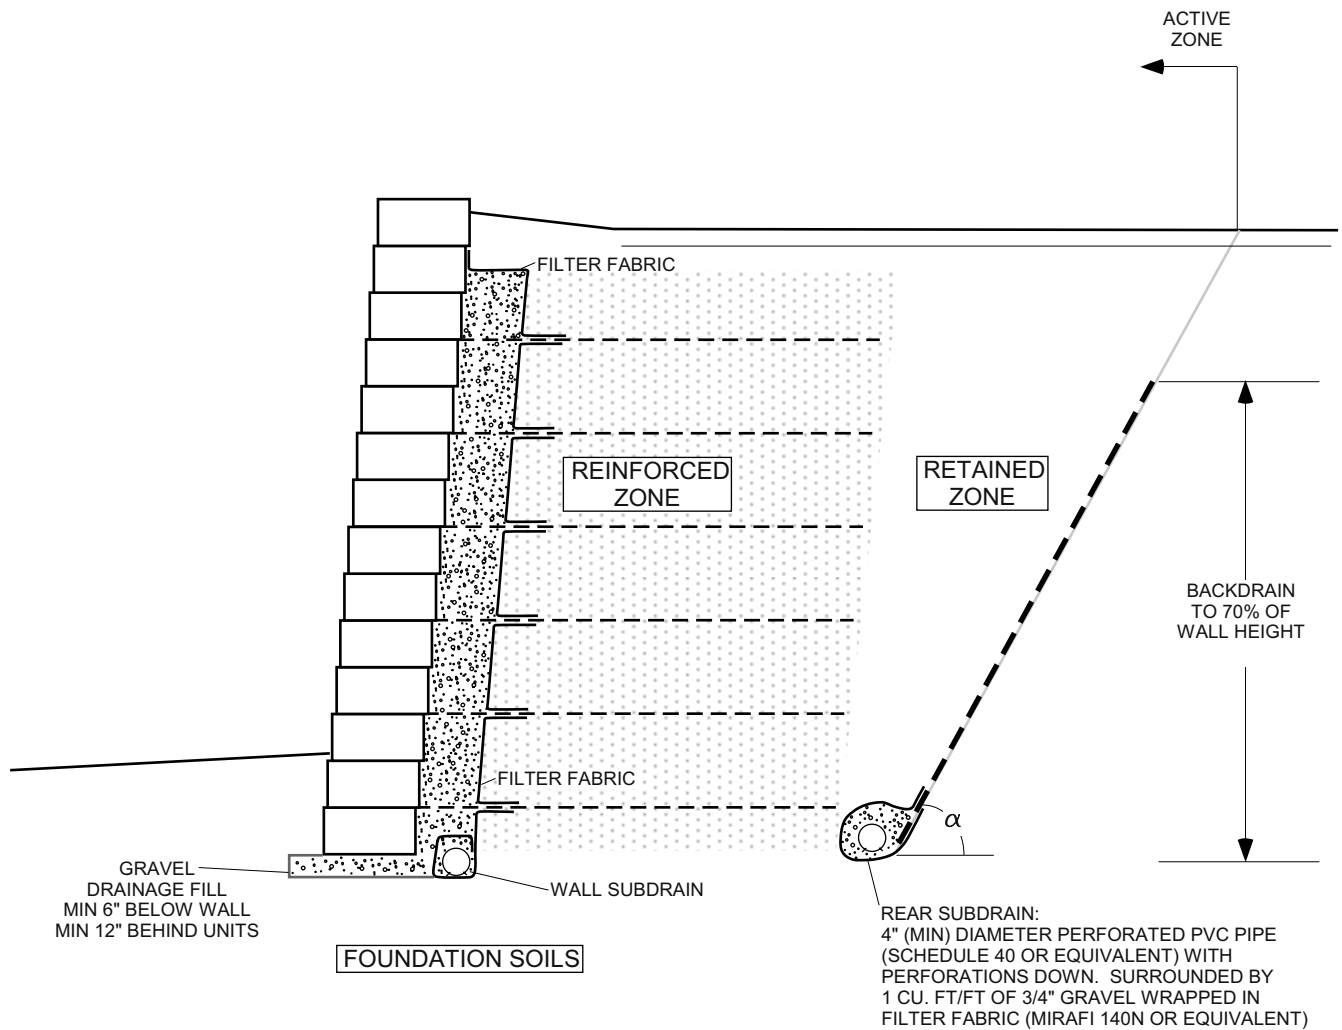 ACTIVE
ZONE
FILTER FABRIC
REINFORCED
ZONE
RETAINED
ZONE
BACKDRAIN
TO 70% OF
WALL HEIGHT
FILTER FABRIC
α
GRAVEL
DRAINAGE FILL
MIN 6" BELOW WALL
MIN 12" BEHIND UNITS
WALL SUBDRAIN
FOUNDATION SOILS
REAR SUBDRAIN:
4" (MIN) DIAMETER PERFORATED PVC PIPE
(SCHEDULE 40 OR EQUIVALENT) WITH
PERFORATIONS DOWN. SURROUNDED BY
1 CU. FT/FT OF 3/4" GRAVEL WRAPPED IN
FILTER FABRIC (MIRAFI 140N OR EQUIVALENT)